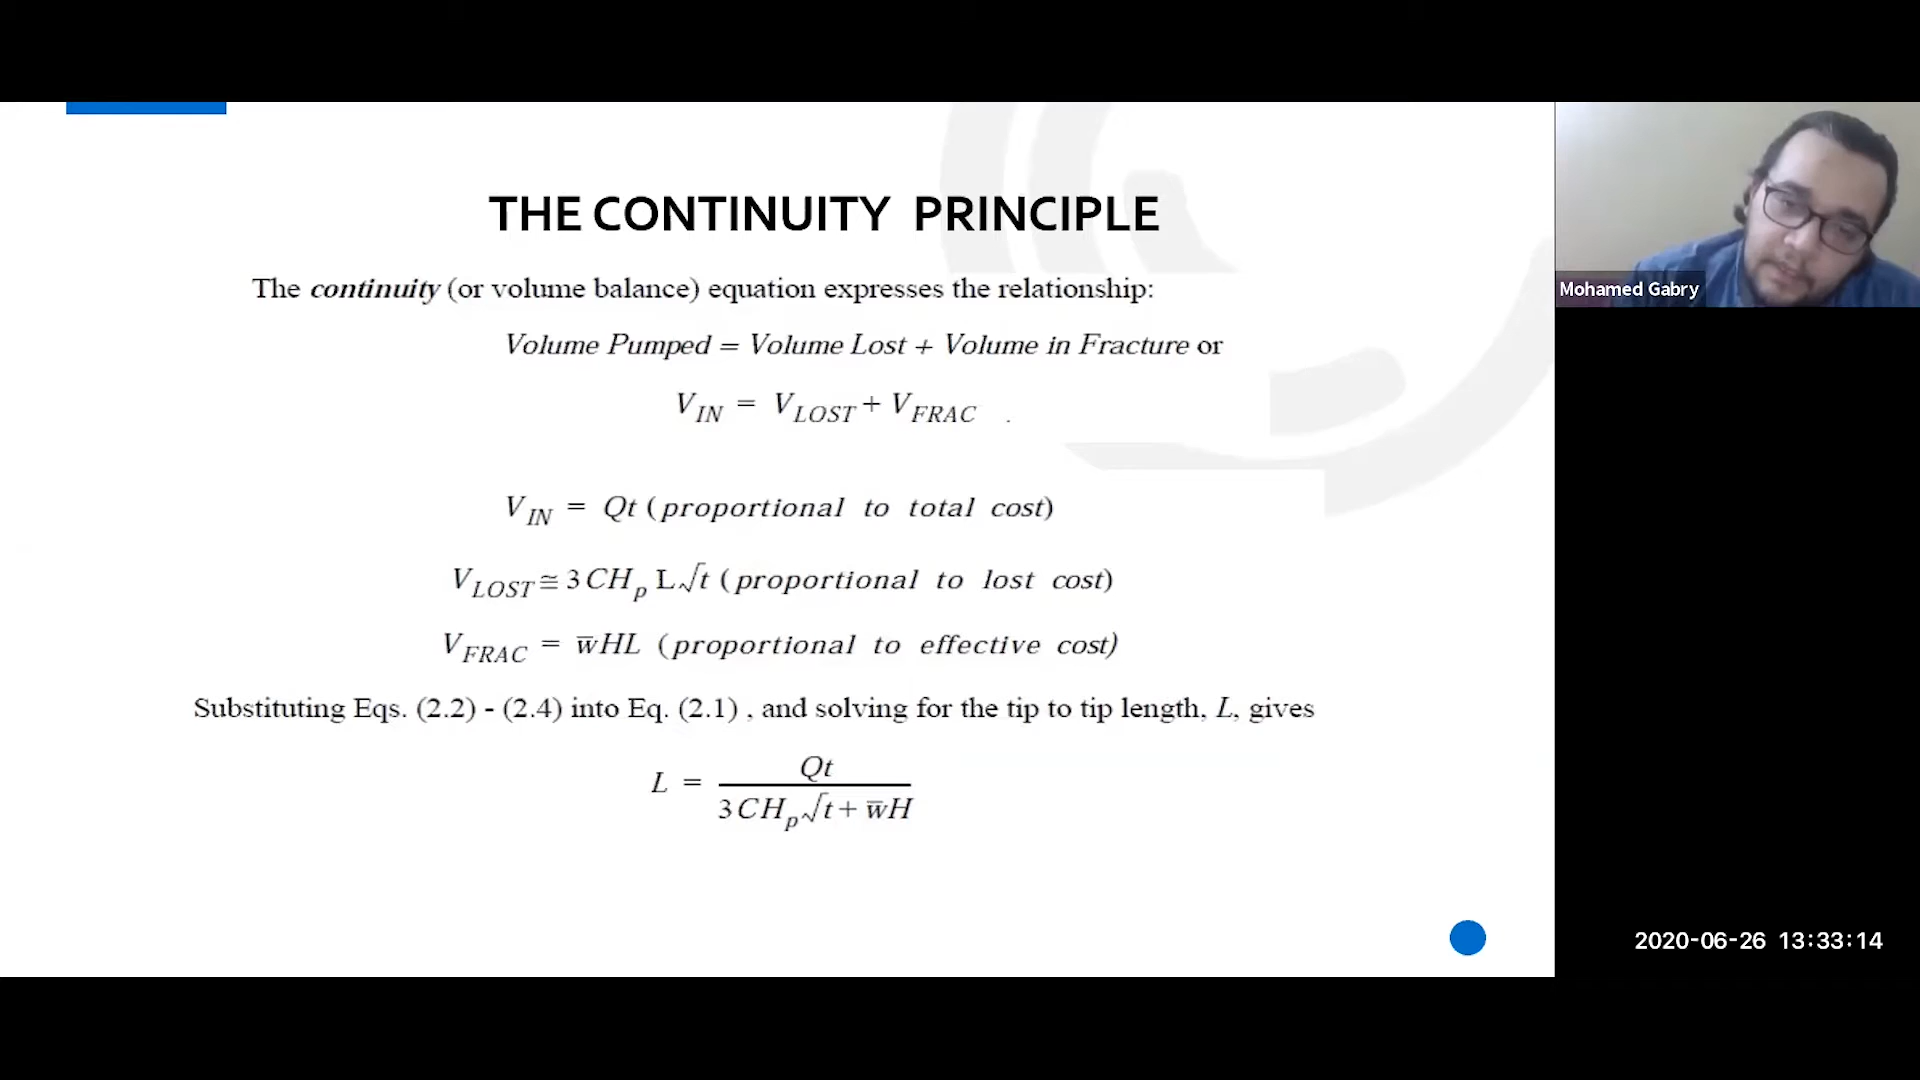 THE CONTINUITY PRINCIPLE
The continuity (or volume balance) equation expresses the relationship:
Volume Pumped = Volume Lost + Volume in Fracture or
V_IN = V_LOST + V_FRAC .
V_IN = Qt (proportional to total cost)
V_LOST ≅ 3CH_p L√t (proportional to lost cost)
V_FRAC = w̅HL (proportional to effective cost)
Substituting Eqs. (2.2) - (2.4) into Eq. (2.1) , and solving for the tip to tip length, L, gives
L = Qt / (3CH_p√t + w̅H)
Mohamed Gabry
2020-06-26 13:33:14